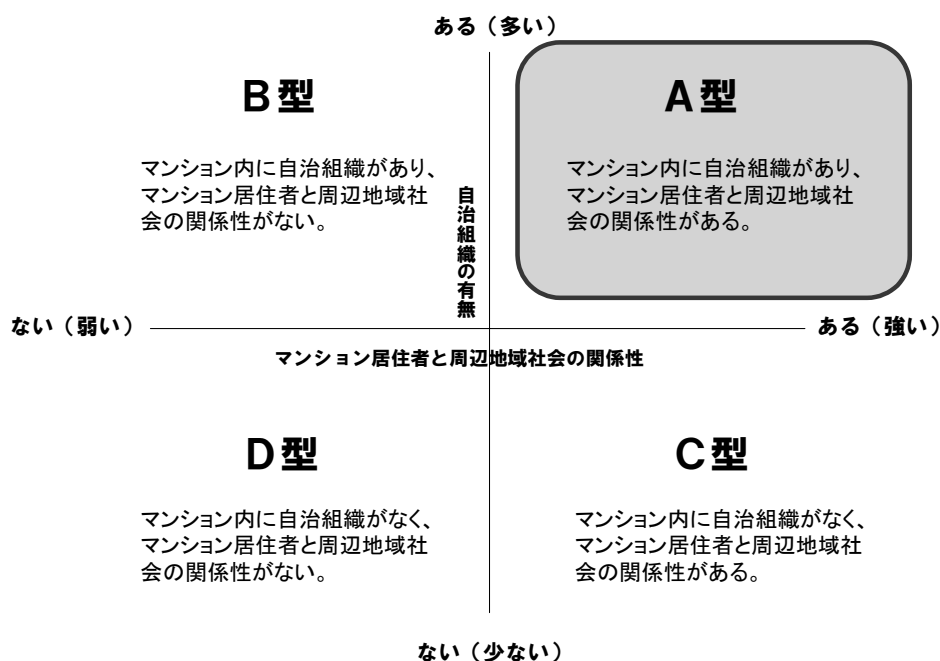 ある（多い）
B型
マンション内に自治組織があり、
マンション居住者と周辺地域社
会の関係性がない。
A型
マンション内に自治組織があり、
マンション居住者と周辺地域社
会の関係性がある。
自治組織の有無
ない（弱い）
ある（強い）
マンション居住者と周辺地域社会の関係性
D型
マンション内に自治組織がなく、
マンション居住者と周辺地域社
会の関係性がない。
C型
マンション内に自治組織がなく、
マンション居住者と周辺地域社
会の関係性がある。
ない（少ない）